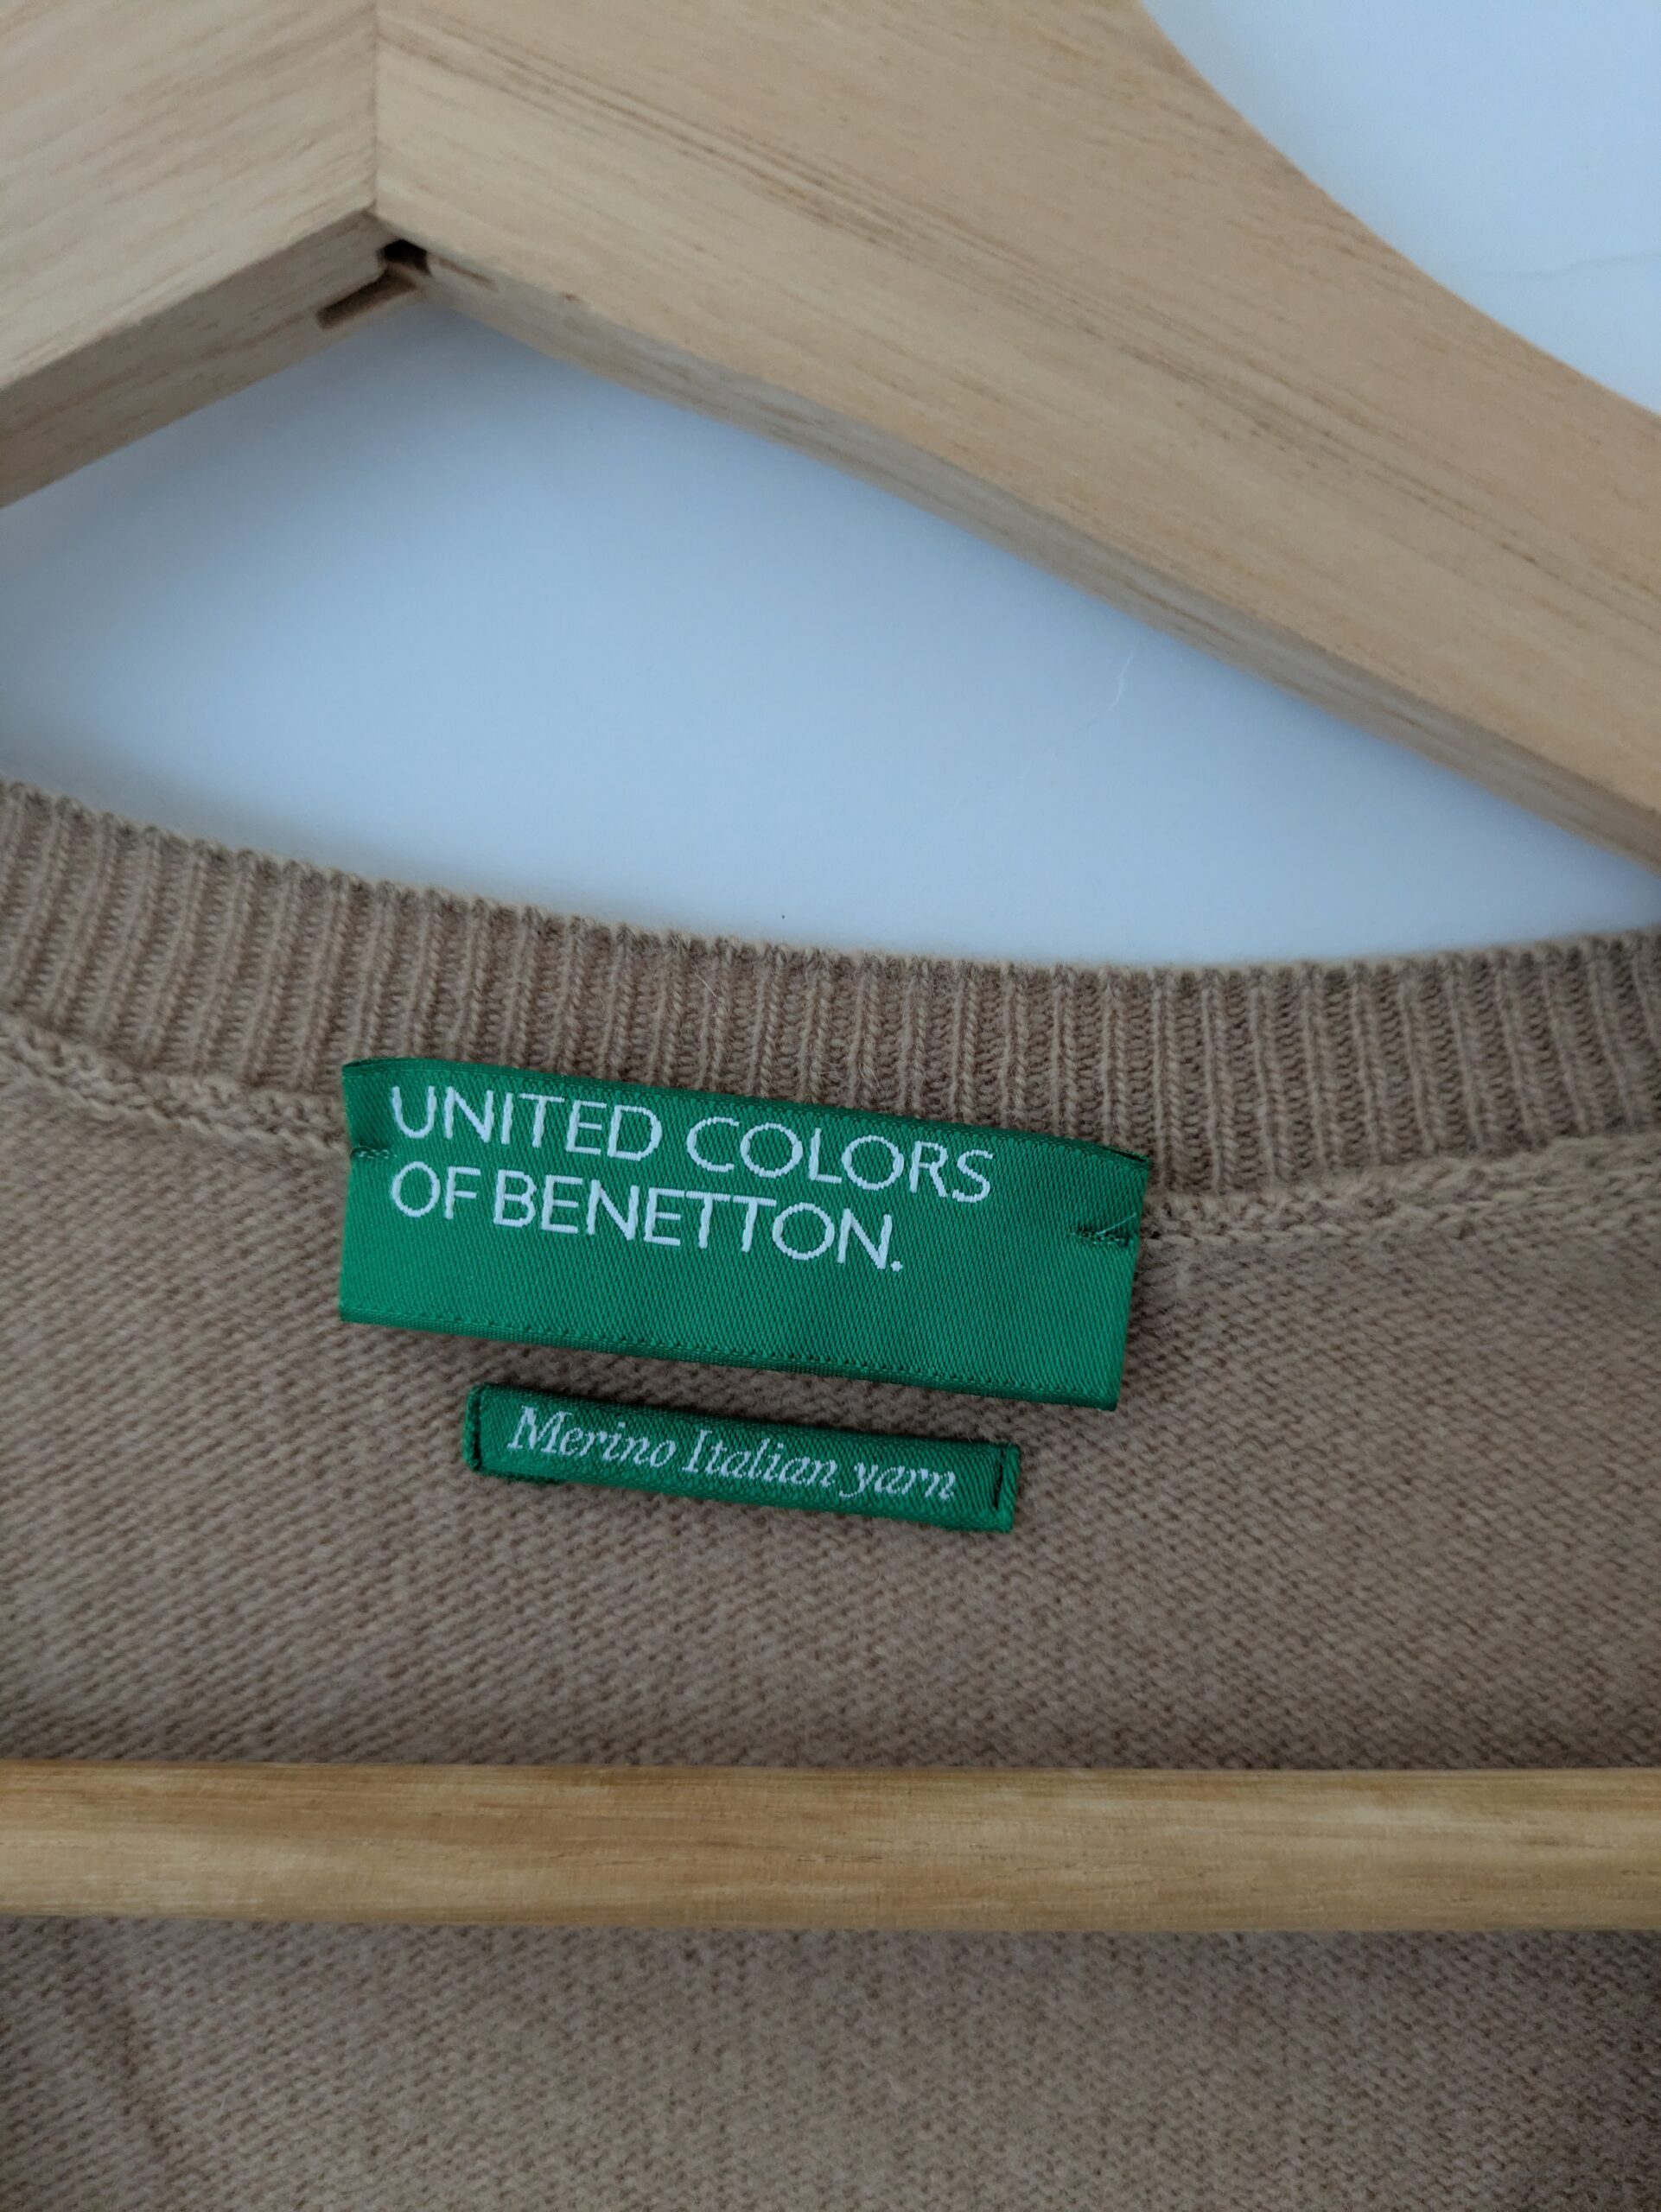 UNITED COLORS
OF BENETTON.
Merino Italian yarn